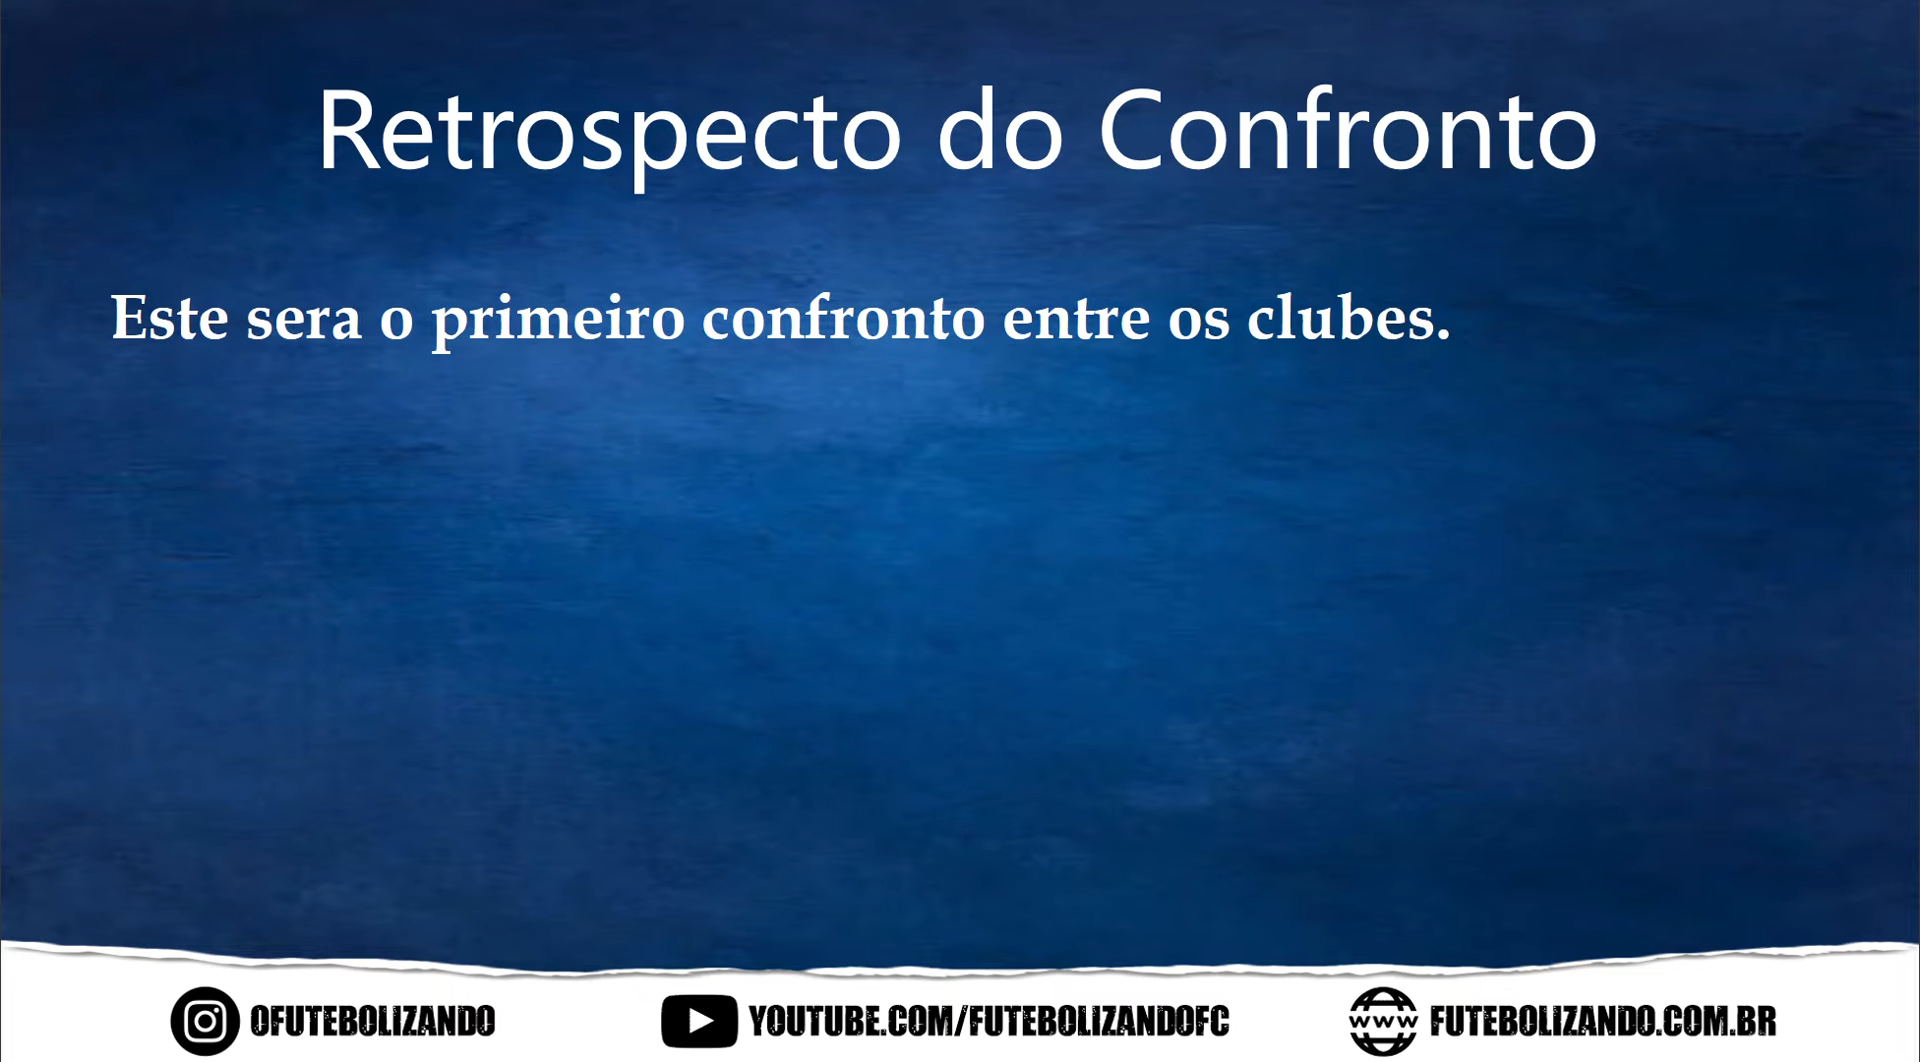 Retrospecto do Confronto
Este sera o primeiro confronto entre os clubes.
OFUTEBOLIZANDO
YOUTUBE.COM/FUTEBOLIZANDOFC
WWW
FUTEBOLIZANDO.COM.BR